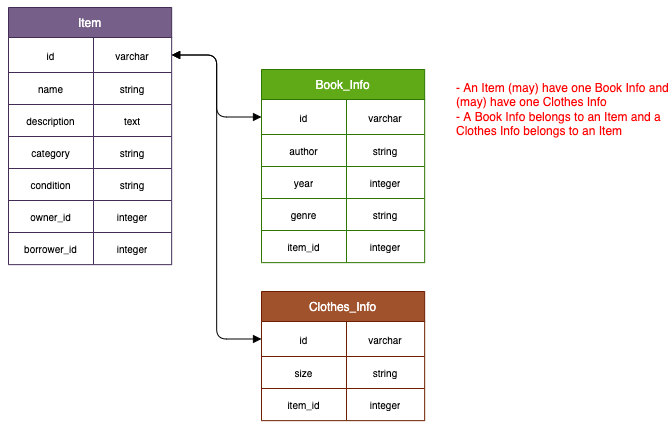 Item
id varchar
name string
description text
category string
condition string
owner_id integer
borrower_id integer
Book_Info
id varchar
author string
year integer
genre string
item_id integer
Clothes_Info
id varchar
size string
item_id integer
- An Item (may) have one Book Info and
(may) have one Clothes Info
- A Book Info belongs to an Item and a
Clothes Info belongs to an Item